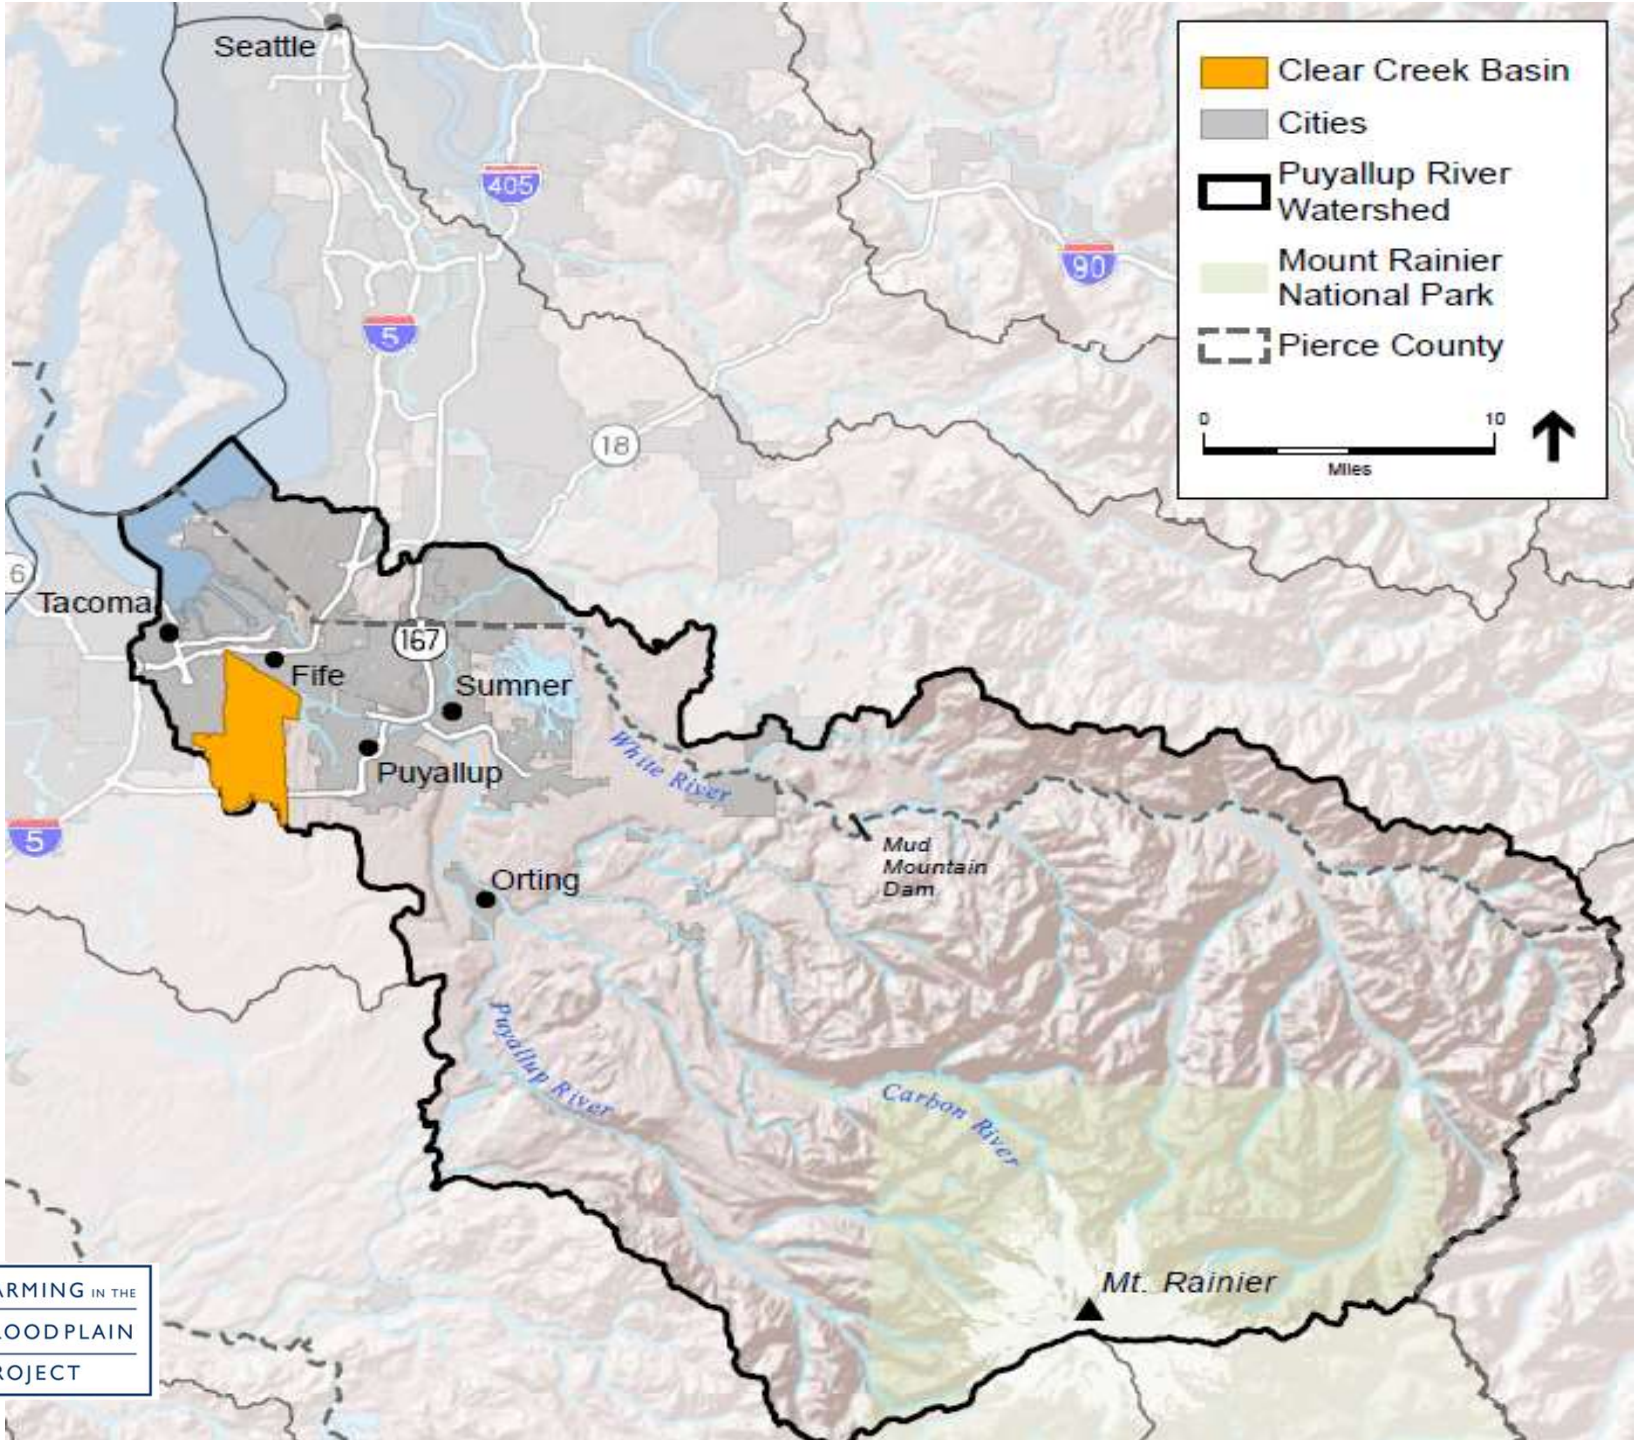 Seattle
405
90
5
18
6
Tacoma
167
Fife
Sumner
Puyallup
White River
5
Mud
Mountain
Dam
Orting
Puyallup River
Carbon River
Mt. Rainier
Clear Creek Basin
Cities
Puyallup River
Watershed
Mount Rainier
National Park
Pierce County
0 10
Miles
ARMING IN THE
LOODPLAIN
ROJECT